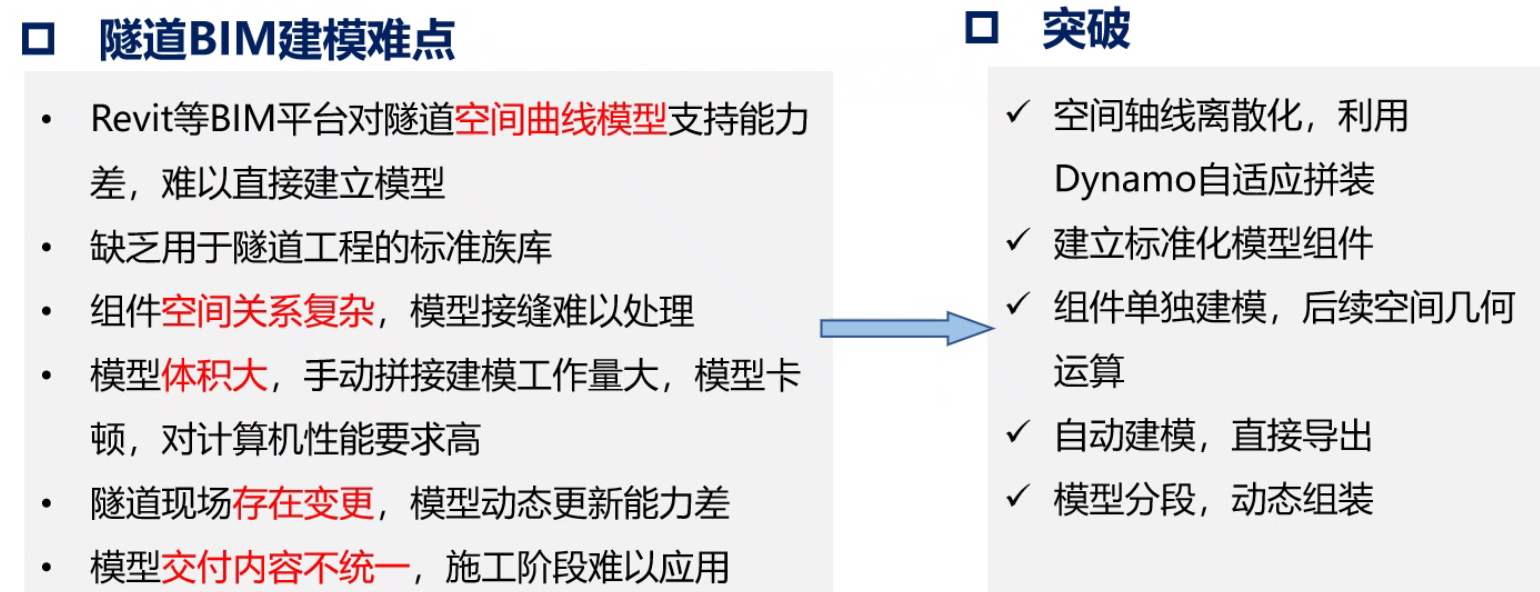 隧道BIM建模难点
• Revit等BIM平台对隧道空间曲线模型支持能力
差，难以直接建立模型
• 缺乏用于隧道工程的标准族库
• 组件空间关系复杂，模型接缝难以处理
• 模型体积大，手动拼接建模工作量大，模型卡
顿，对计算机性能要求高
• 隧道现场存在变更，模型动态更新能力差
• 模型交付内容不统一，施工阶段难以应用
突破
✓ 空间轴线离散化，利用
Dynamo自适应拼装
✓ 建立标准化模型组件
✓ 组件单独建模，后续空间几何
运算
✓ 自动建模，直接导出
✓ 模型分段，动态组装